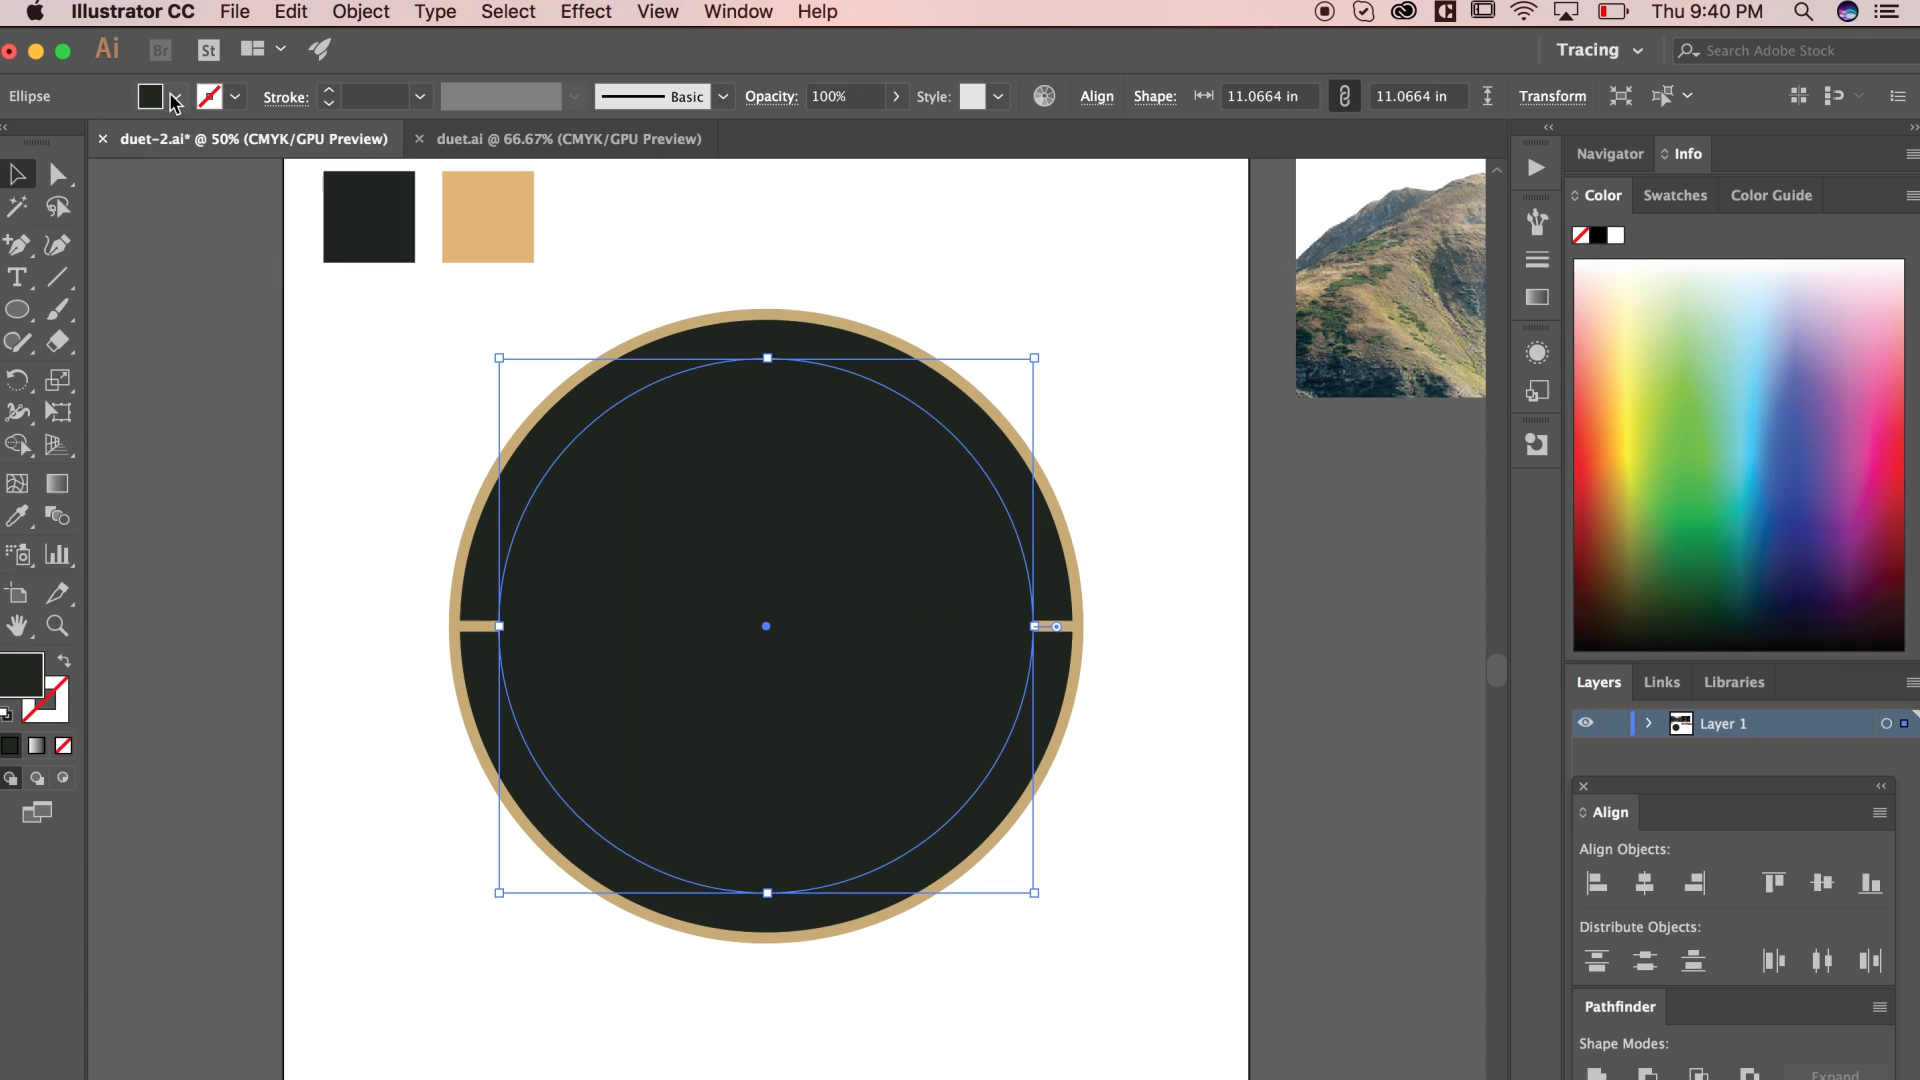 Illustrator CC File Edit Object Type Select Effect View Window Help Thu 9:40 PM
Ai Br St Tracing Search Adobe Stock
Ellipse Stroke: Basic Opacity: 100% Style: Align Shape: 11.0664 in 11.0664 in Transform
duet-2.ai* @ 50% (CMYK/GPU Preview) duet.ai @ 66.67% (CMYK/GPU Preview)
Navigator Info
Color Swatches Color Guide
Layers Links Libraries
Layer 1
Align
Align Objects:
Distribute Objects:
Pathfinder
Shape Modes:
Expand